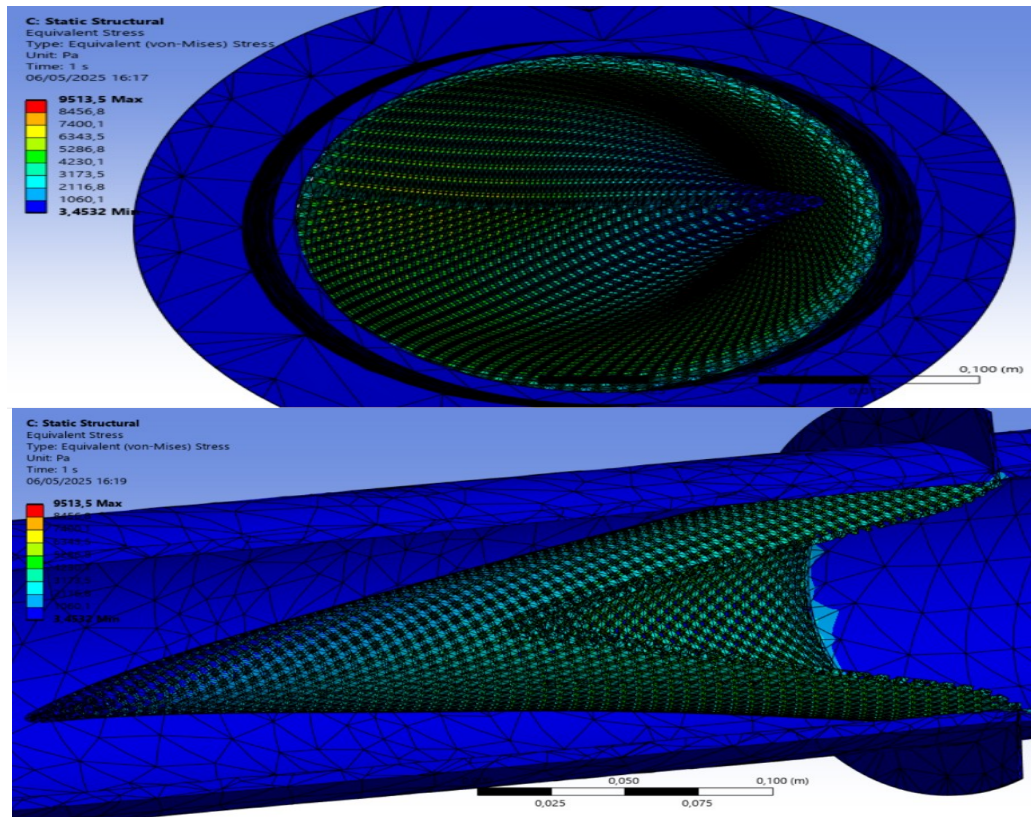 C: Static Structural
Equivalent Stress
Type: Equivalent (von-Mises) Stress
Unit: Pa
Time: 1 s
06/05/2025 16:17
9513,5 Max
8456,8
7400,1
6343,5
5286,8
4230,1
3173,5
2116,8
1060,1
3,4532 Min
0,100 (m)
C: Static Structural
Equivalent Stress
Type: Equivalent (von-Mises) Stress
Unit: Pa
Time: 1 s
06/05/2025 16:19
9513,5 Max
3,4532 Min
0,050
0,100 (m)
0,025
0,075